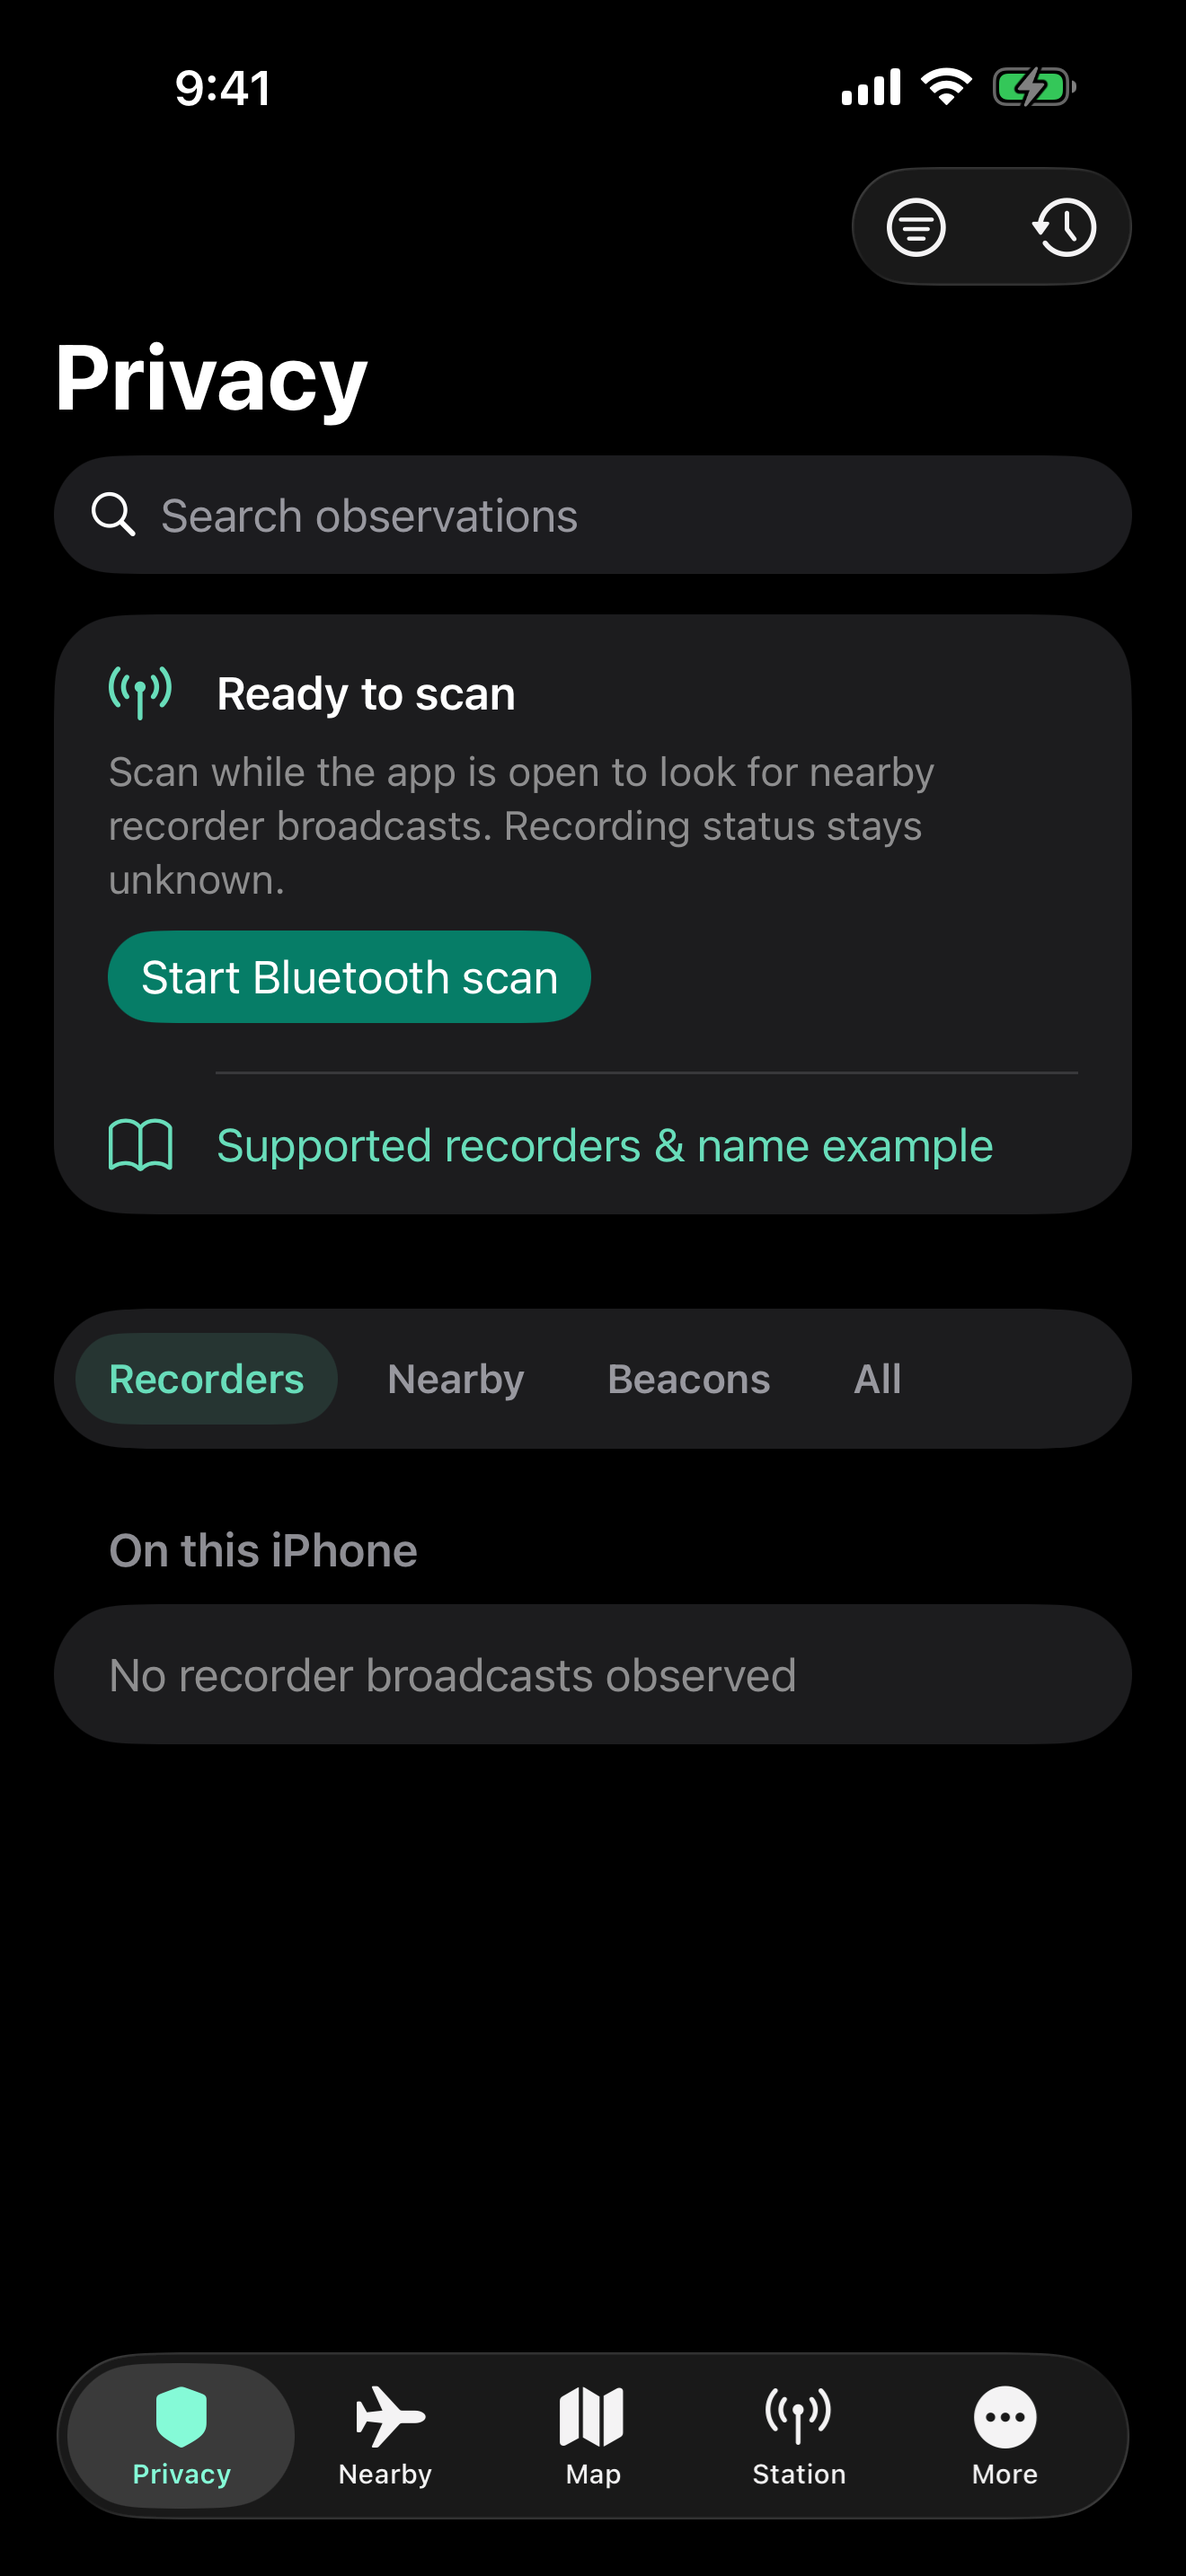 9:41
Privacy
Search observations
Ready to scan
Scan while the app is open to look for nearby
recorder broadcasts. Recording status stays
unknown.
Start Bluetooth scan
Supported recorders & name example
Recorders Nearby Beacons All
On this iPhone
No recorder broadcasts observed
Privacy Nearby Map Station More